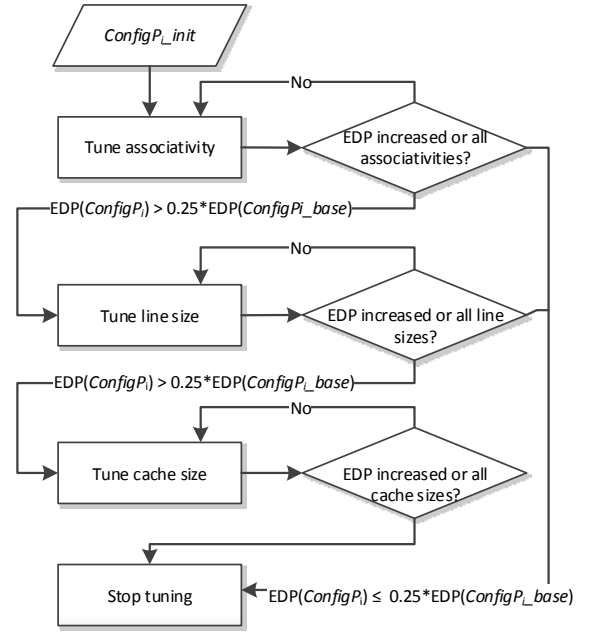 ConfigPi_init
No
Tune associativity
EDP increased or all
associativities?
EDP(ConfigPi) > 0.25*EDP(ConfigPi_base)
No
Tune line size
EDP increased or all line
sizes?
EDP(ConfigPi) > 0.25*EDP(ConfigPi_base)
No
Tune cache size
EDP increased or all
cache sizes?
Stop tuning
EDP(ConfigPi) ≤ 0.25*EDP(ConfigPi_base)